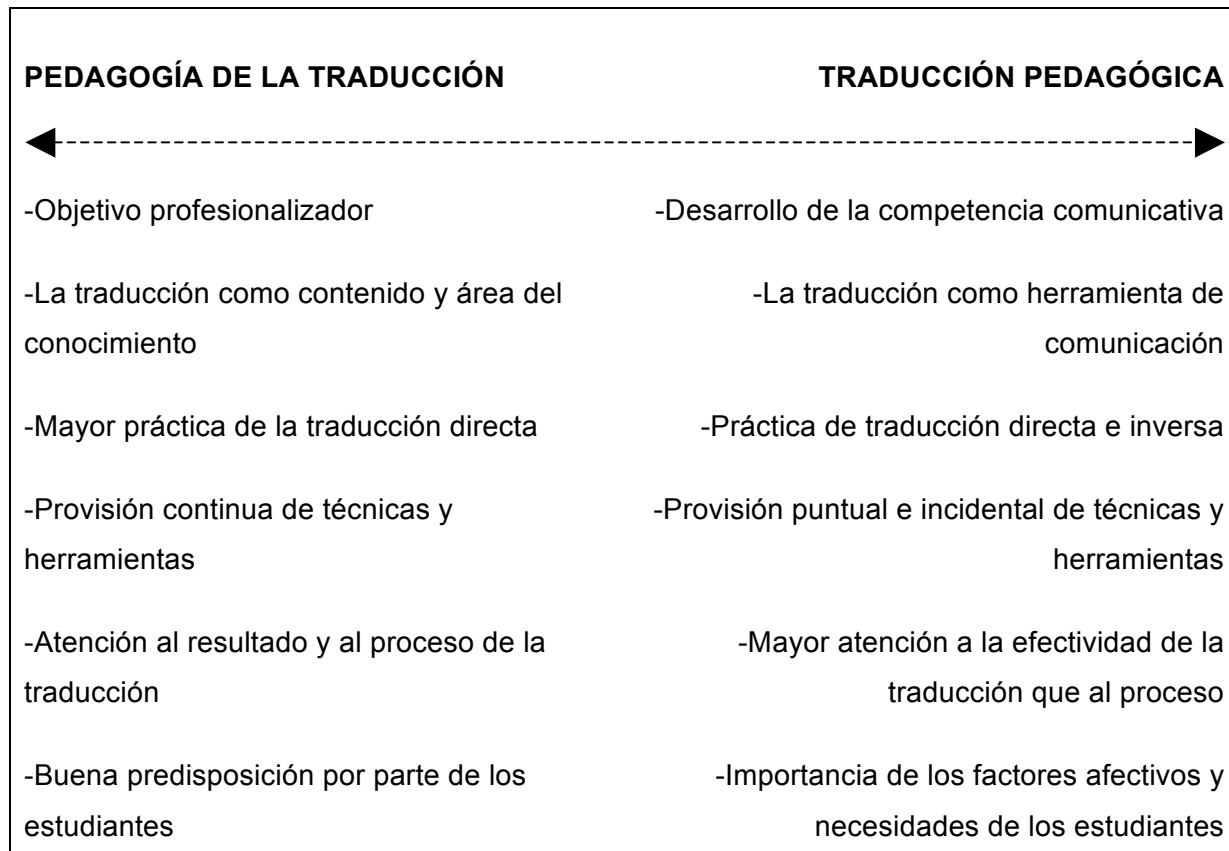 PEDAGOGÍA DE LA TRADUCCIÓN
TRADUCCIÓN PEDAGÓGICA
-Objetivo profesionalizador
-Desarrollo de la competencia comunicativa
-La traducción como contenido y área del
conocimiento
-La traducción como herramienta de
comunicación
-Mayor práctica de la traducción directa
-Práctica de traducción directa e inversa
-Provisión continua de técnicas y
herramientas
-Provisión puntual e incidental de técnicas y
herramientas
-Atención al resultado y al proceso de la
traducción
-Mayor atención a la efectividad de la
traducción que al proceso
-Buena predisposición por parte de los
estudiantes
-Importancia de los factores afectivos y
necesidades de los estudiantes